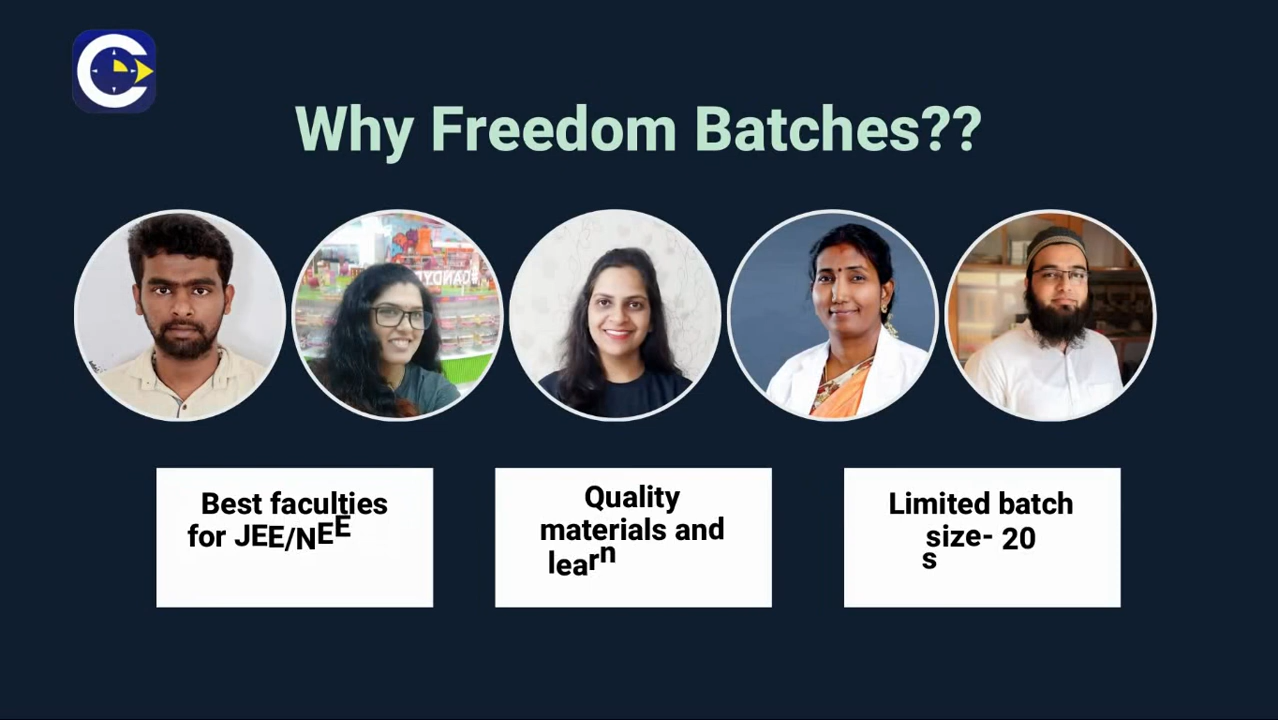 Why Freedom Batches??
Best faculties
for JEE/NEE
Quality
materials and
learn
Limited batch
size- 20
s